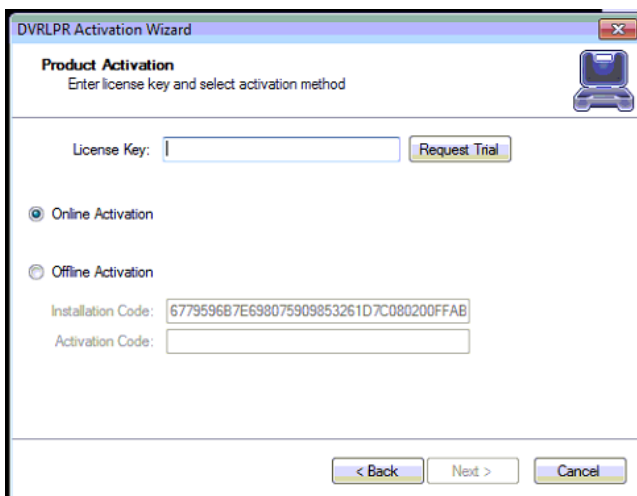 DVRLPR Activation Wizard
Product Activation
Enter license key and select activation method
License Key: Request Trial
Online Activation
Offline Activation
Installation Code: 6779596B7E698075909853261D7C080200FFAB
Activation Code:
< Back Next > Cancel